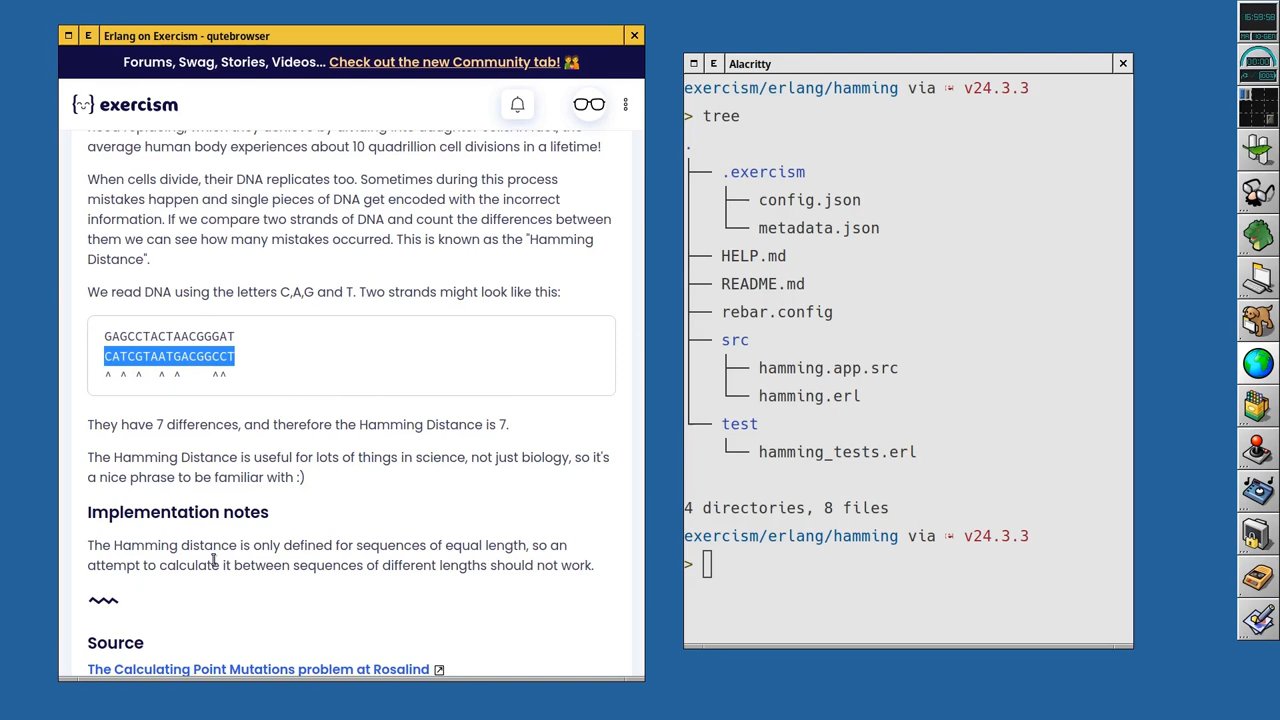 Erlang on Exercism - qutebrowser
Forums, Swag, Stories, Videos... Check out the new Community tab!
exercism
average human body experiences about 10 quadrillion cell divisions in a lifetime!
When cells divide, their DNA replicates too. Sometimes during this process
mistakes happen and single pieces of DNA get encoded with the incorrect
information. If we compare two strands of DNA and count the differences between
them we can see how many mistakes occurred. This is known as the "Hamming
Distance".
We read DNA using the letters C,A,G and T. Two strands might look like this:
GAGCCTACTAACGGGAT
CATCGTAATGACGGCCT
^ ^ ^  ^ ^    ^^
They have 7 differences, and therefore the Hamming Distance is 7.
The Hamming Distance is useful for lots of things in science, not just biology, so it's
a nice phrase to be familiar with :)
Implementation notes
The Hamming distance is only defined for sequences of equal length, so an
attempt to calculate it between sequences of different lengths should not work.
Source
The Calculating Point Mutations problem at Rosalind
Alacritty
exercism/erlang/hamming via v24.3.3
> tree
.
├── .exercism
│   ├── config.json
│   └── metadata.json
├── HELP.md
├── README.md
├── rebar.config
├── src
│   ├── hamming.app.src
│   └── hamming.erl
└── test
    └── hamming_tests.erl
4 directories, 8 files
exercism/erlang/hamming via v24.3.3
>
16:59:58